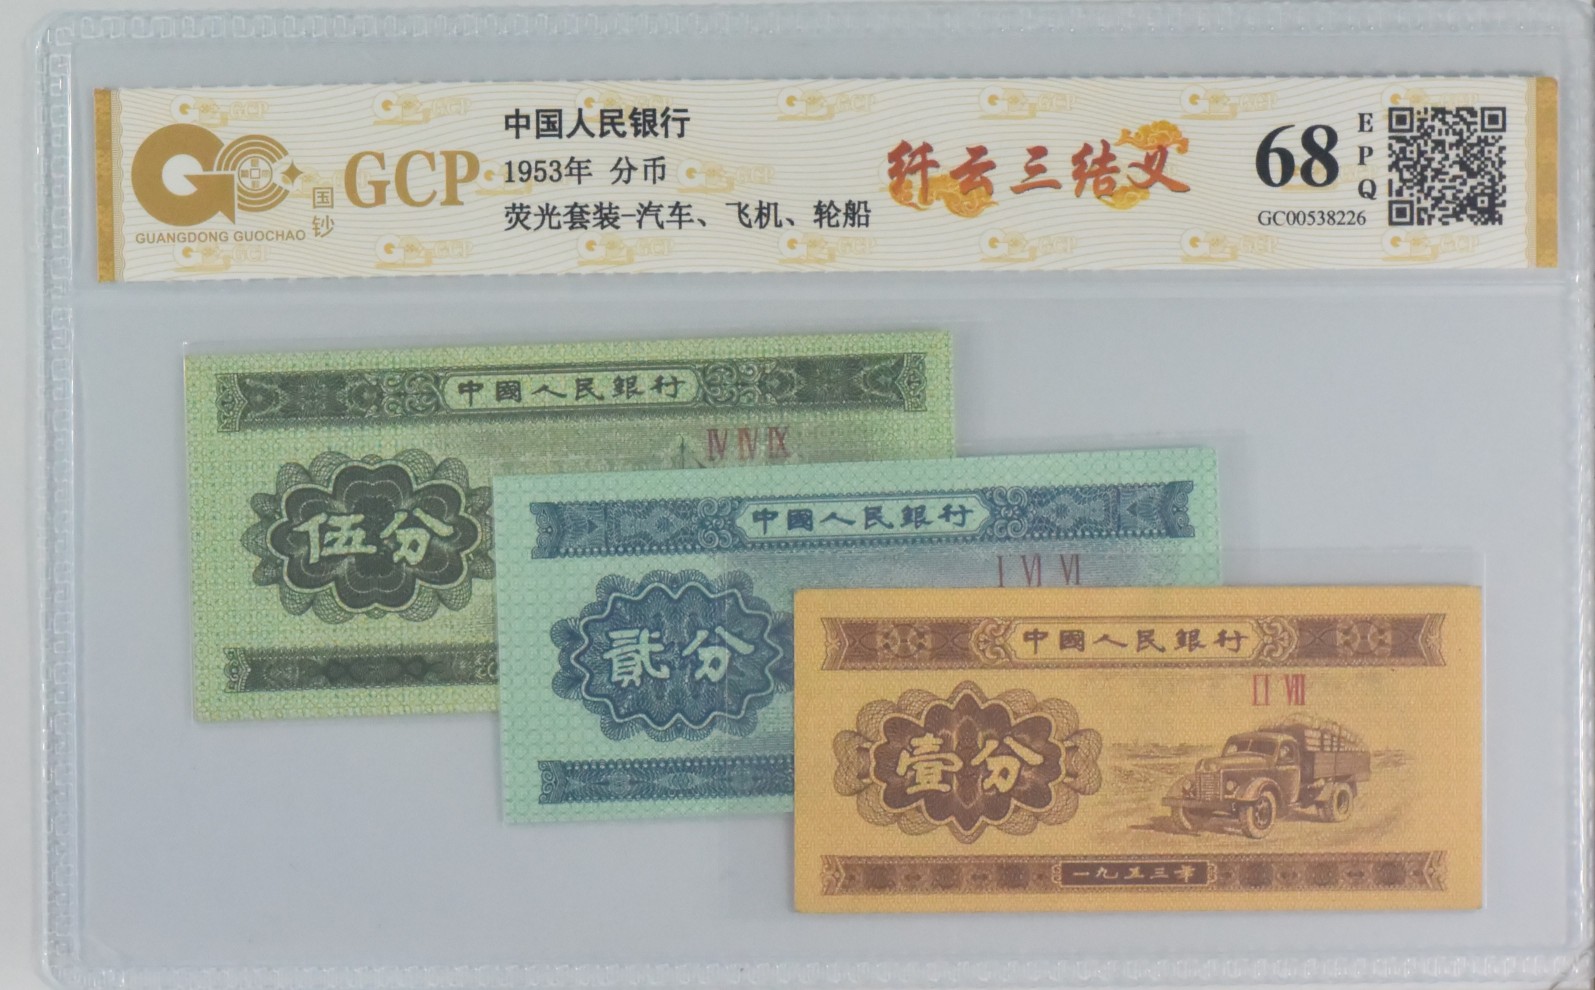 中国人民银行
1953年 分币
荧光套装-汽车、飞机、轮船
GCP
国钞
GUANGDONG GUOCHAO
纤云三结义
68
EPQ
GC00538226
中國人民銀行
IV IV IX
伍分
中國人民銀行
I VI VI
貳分
中國人民銀行
II VII
壹分
一九五三年